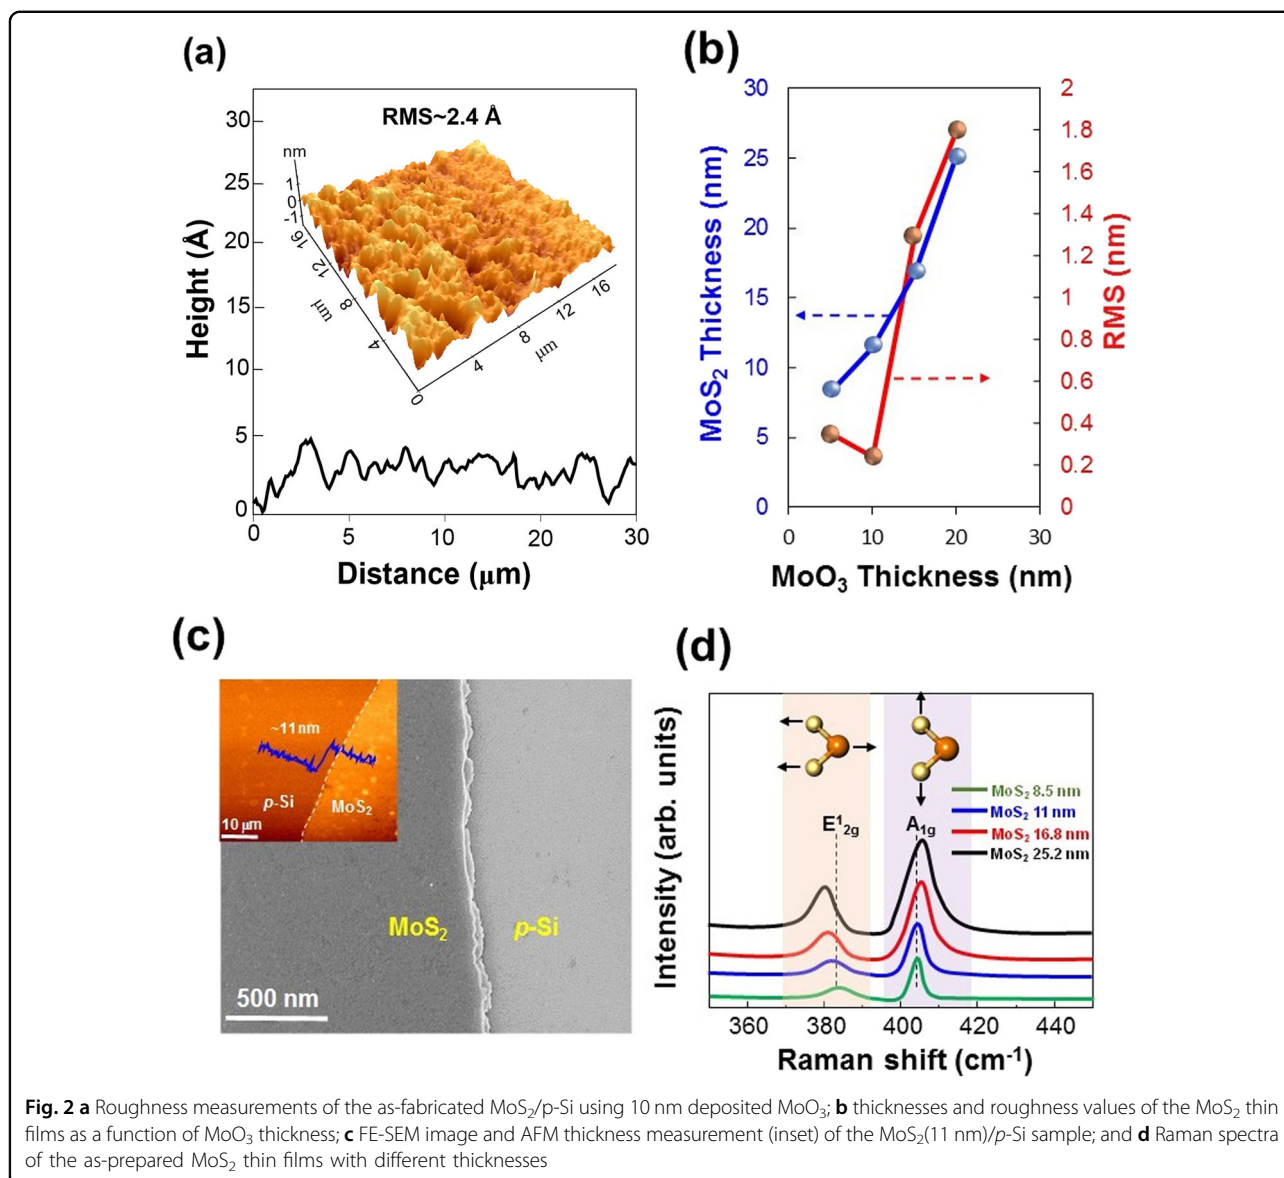 (a)
RMS~2.4 Å
Height (Å)
30
25
20
15
10
5
0
nm
1
0
-1
16
12
8
4
0
μm
4
8
12
16
μm
0
5
10
20
30
Distance (μm)
(b)
MoS₂ Thickness (nm)
30
25
20
15
10
5
0
2
1.8
1.6
1.4
1.2
1
0.8
0.6
0.4
0.2
0
RMS (nm)
0
10
20
30
MoO₃ Thickness (nm)
(c)
~11nm
p-Si
MoS₂
10 μm
MoS₂
p-Si
500 nm
(d)
Intensity (arb. units)
E¹₂g
A₁g
MoS₂ 8.5 nm
MoS₂ 11 nm
MoS₂ 16.8 nm
MoS₂ 25.2 nm
360
380
400
420
440
Raman shift (cm⁻¹)
Fig. 2 a Roughness measurements of the as-fabricated MoS₂/p-Si using 10 nm deposited MoO₃; b thicknesses and roughness values of the MoS₂ thin
films as a function of MoO₃ thickness; c FE-SEM image and AFM thickness measurement (inset) of the MoS₂(11 nm)/p-Si sample; and d Raman spectra
of the as-prepared MoS₂ thin films with different thicknesses